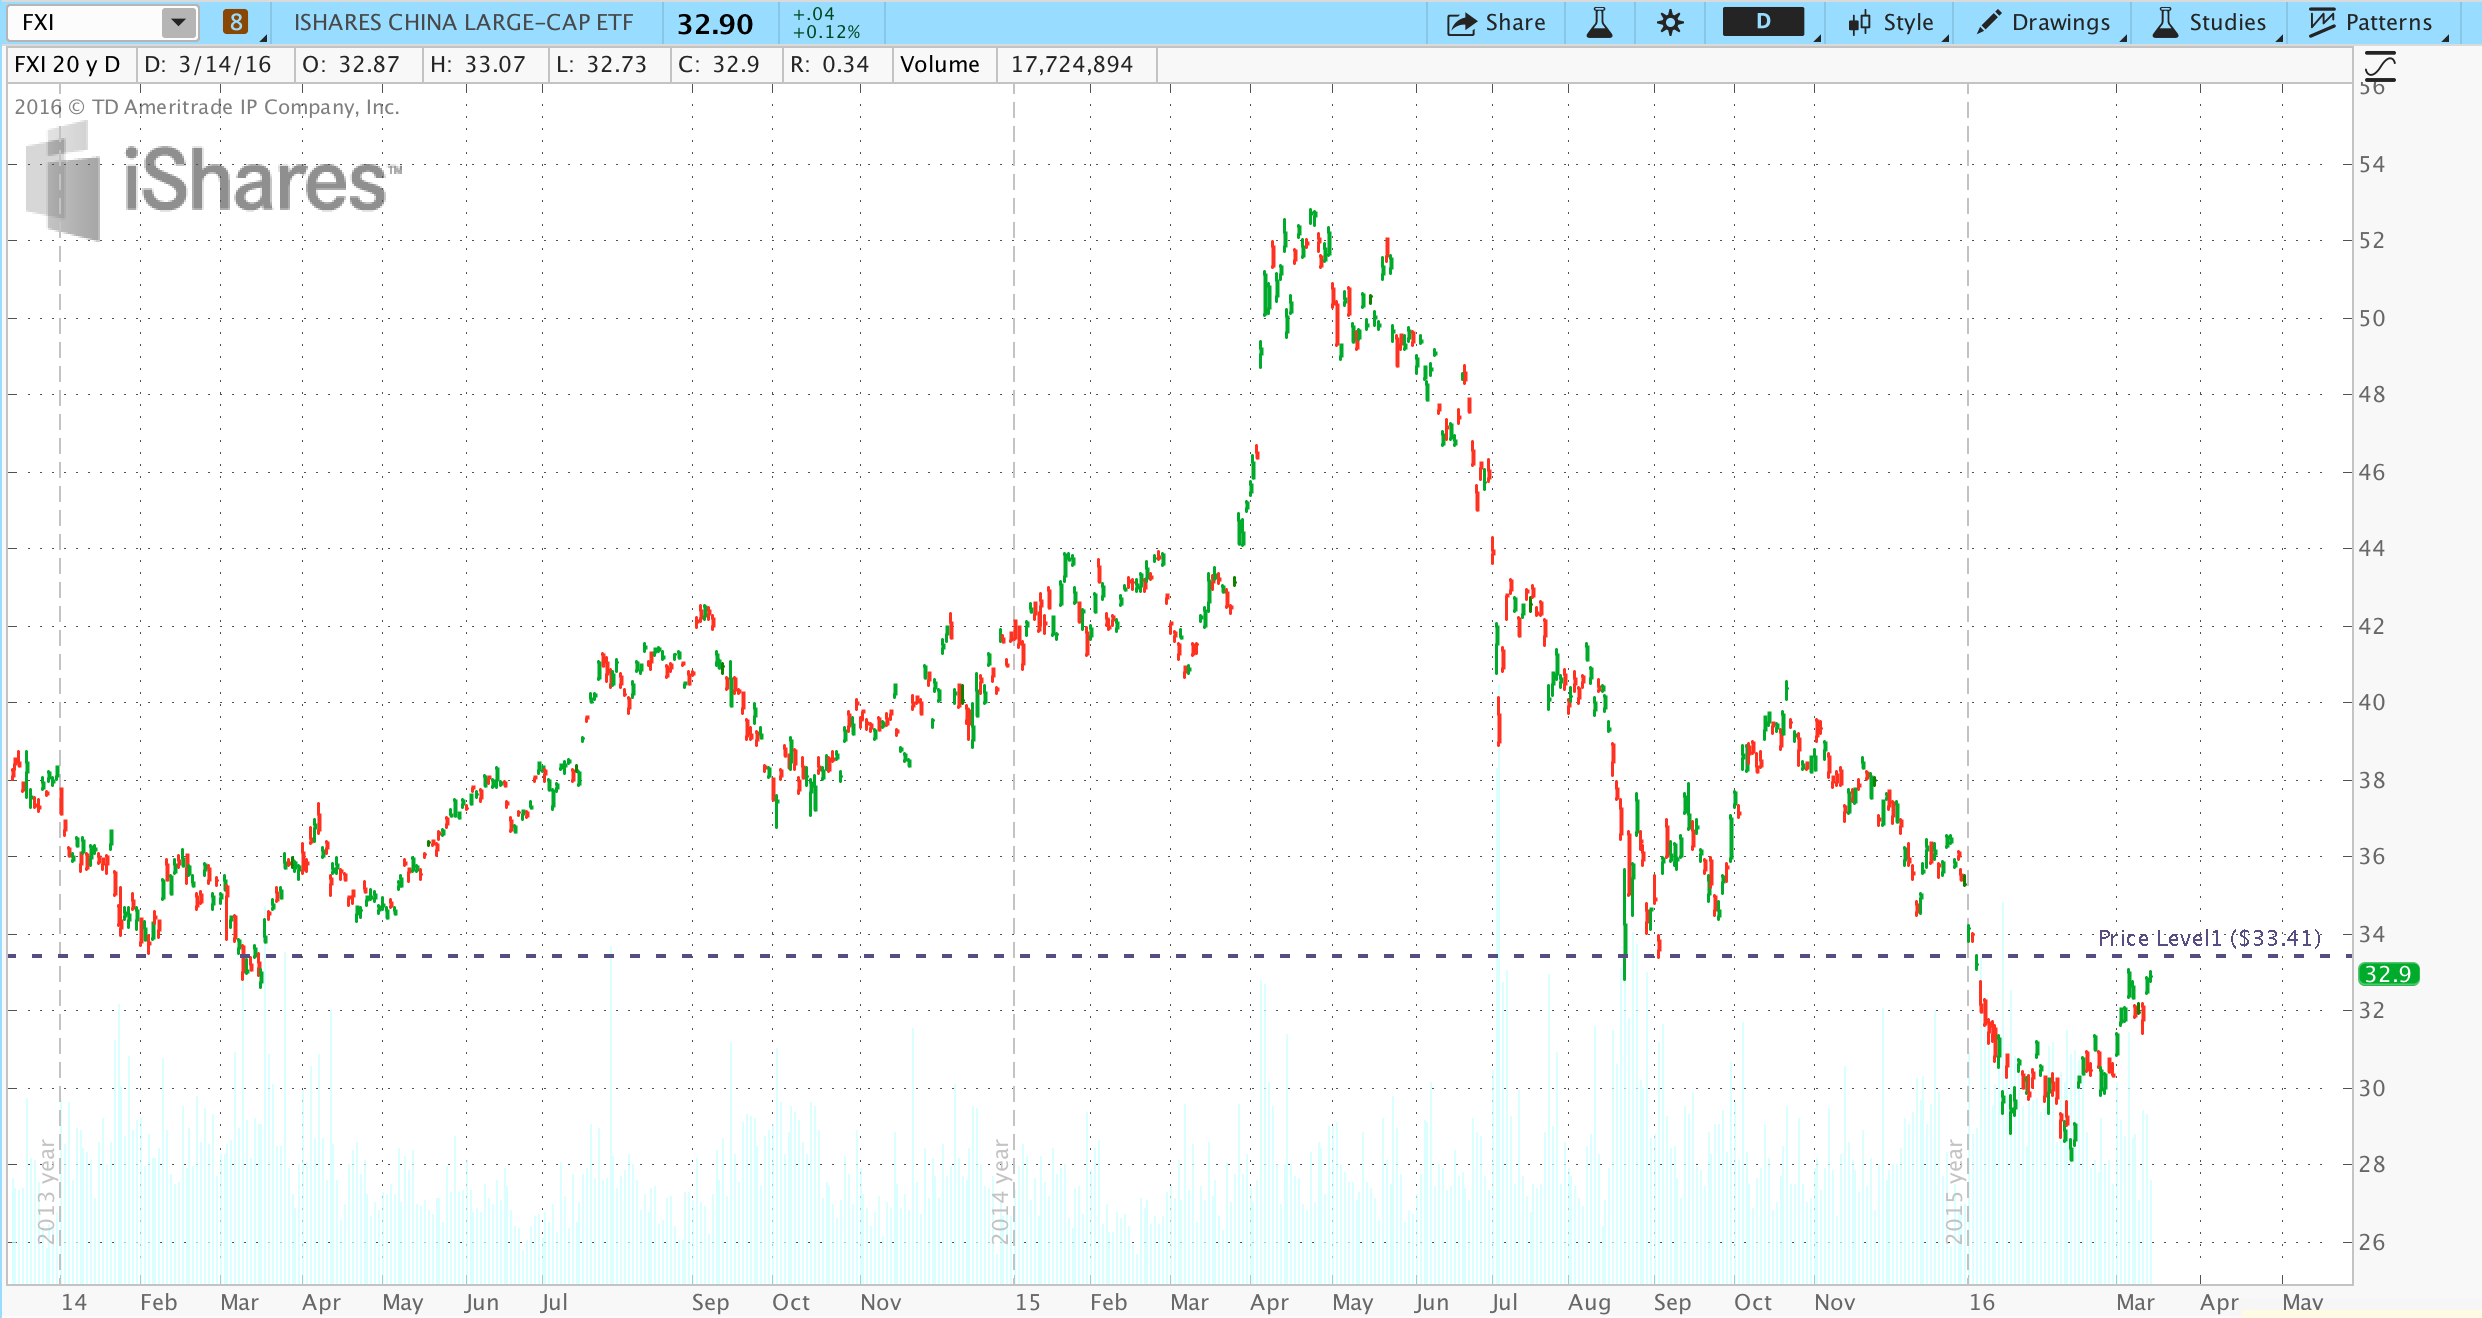 FXI 8 ISHARES CHINA LARGE-CAP ETF 32.90 +.04 +0.12% Share D Style Drawings Studies Patterns
FXI 20 y D D: 3/14/16 O: 32.87 H: 33.07 L: 32.73 C: 32.9 R: 0.34 Volume 17,724,894
2016 © TD Ameritrade IP Company, Inc.
iShares™
56
54
52
50
48
46
44
42
40
38
36
34
Price Level1 ($33.41)
32.9
32
30
28
26
2013 year
2014 year
2015 year
14 Feb Mar Apr May Jun Jul Sep Oct Nov 15 Feb Mar Apr May Jun Jul Aug Sep Oct Nov 16 Mar Apr May